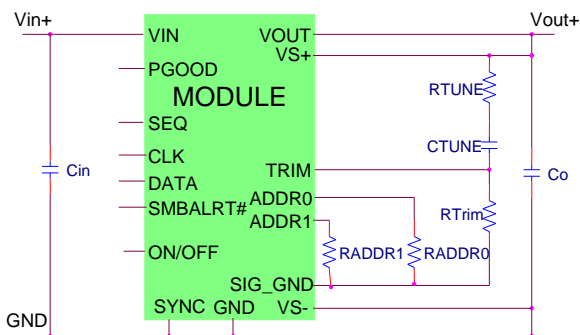 Vin+
Vout+
VIN
VOUT
VS+
PGOOD
RTUNE
MODULE
SEQ
CTUNE
CLK
TRIM
Cin
Co
DATA
ADDR0
SMBALRT#
RTrim
ADDR1
ON/OFF
RADDR1
RADDR0
SIG_GND
SYNC
GND
VS-
GND